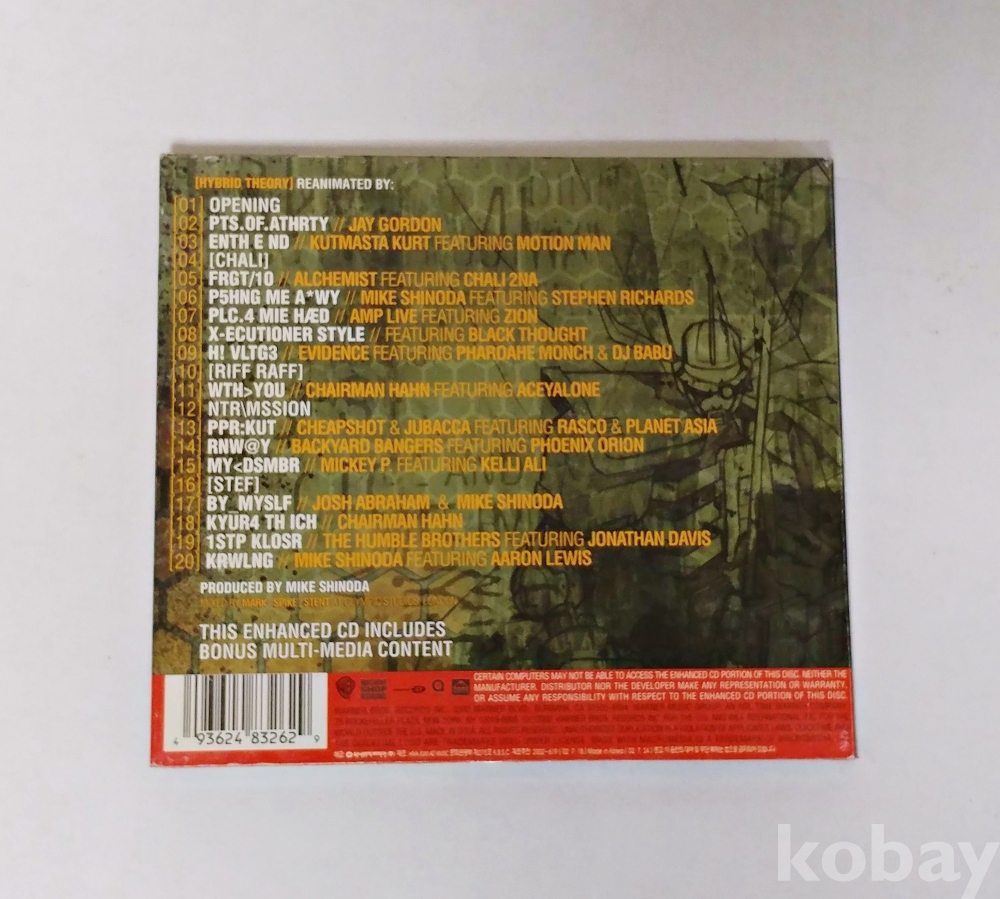 [HYBRID THEORY] REANIMATED BY:
[01] OPENING
[02] PTS.OF.ATHRTY // JAY GORDON
[03] ENTH E ND // KUTMASTA KURT FEATURING MOTION MAN
[04] [CHALI]
[05] FRGT/10 // ALCHEMIST FEATURING CHALI 2NA
[06] P5HNG ME A*WY // MIKE SHINODA FEATURING STEPHEN RICHARDS
[07] PLC.4 MIE HÆD // AMP LIVE FEATURING ZION
[08] X-ECUTIONER STYLE // FEATURING BLACK THOUGHT
[09] H! VLTG3 // EVIDENCE FEATURING PHAROAHE MONCH & DJ BABU
[10] [RIFF RAFF]
[11] WTH>YOU // CHAIRMAN HAHN FEATURING ACEYALONE
[12] NTR\MSSION
[13] PPR:KUT // CHEAPSHOT & JUBACCA FEATURING RASCO & PLANET ASIA
[14] RNW@Y // BACKYARD BANGERS FEATURING PHOENIX ORION
[15] MY<DSMBR // MICKEY P. FEATURING KELLI ALI
[16] [STEF]
[17] BY_MYSLF // JOSH ABRAHAM & MIKE SHINODA
[18] KYUR4 TH ICH // CHAIRMAN HAHN
[19] 1STP KLOSR // THE HUMBLE BROTHERS FEATURING JONATHAN DAVIS
[20] KRWLNG // MIKE SHINODA FEATURING AARON LEWIS
PRODUCED BY MIKE SHINODA
MIXED BY MARK "SPIKE" STENT
THIS ENHANCED CD INCLUDES
BONUS MULTI-MEDIA CONTENT
CERTAIN COMPUTERS MAY NOT BE ABLE TO ACCESS THE ENHANCED CD PORTION OF THIS DISC. NEITHER THE
MANUFACTURER. DISTRIBUTOR NOR THE DEVELOPER MAKE ANY REPRESENTATION OR WARRANTY,
OR ASSUME ANY RESPONSIBILITY WITH RESPECT TO THE ENHANCED CD PORTION OF THIS DISC.
4 93624 83262 9
kobay